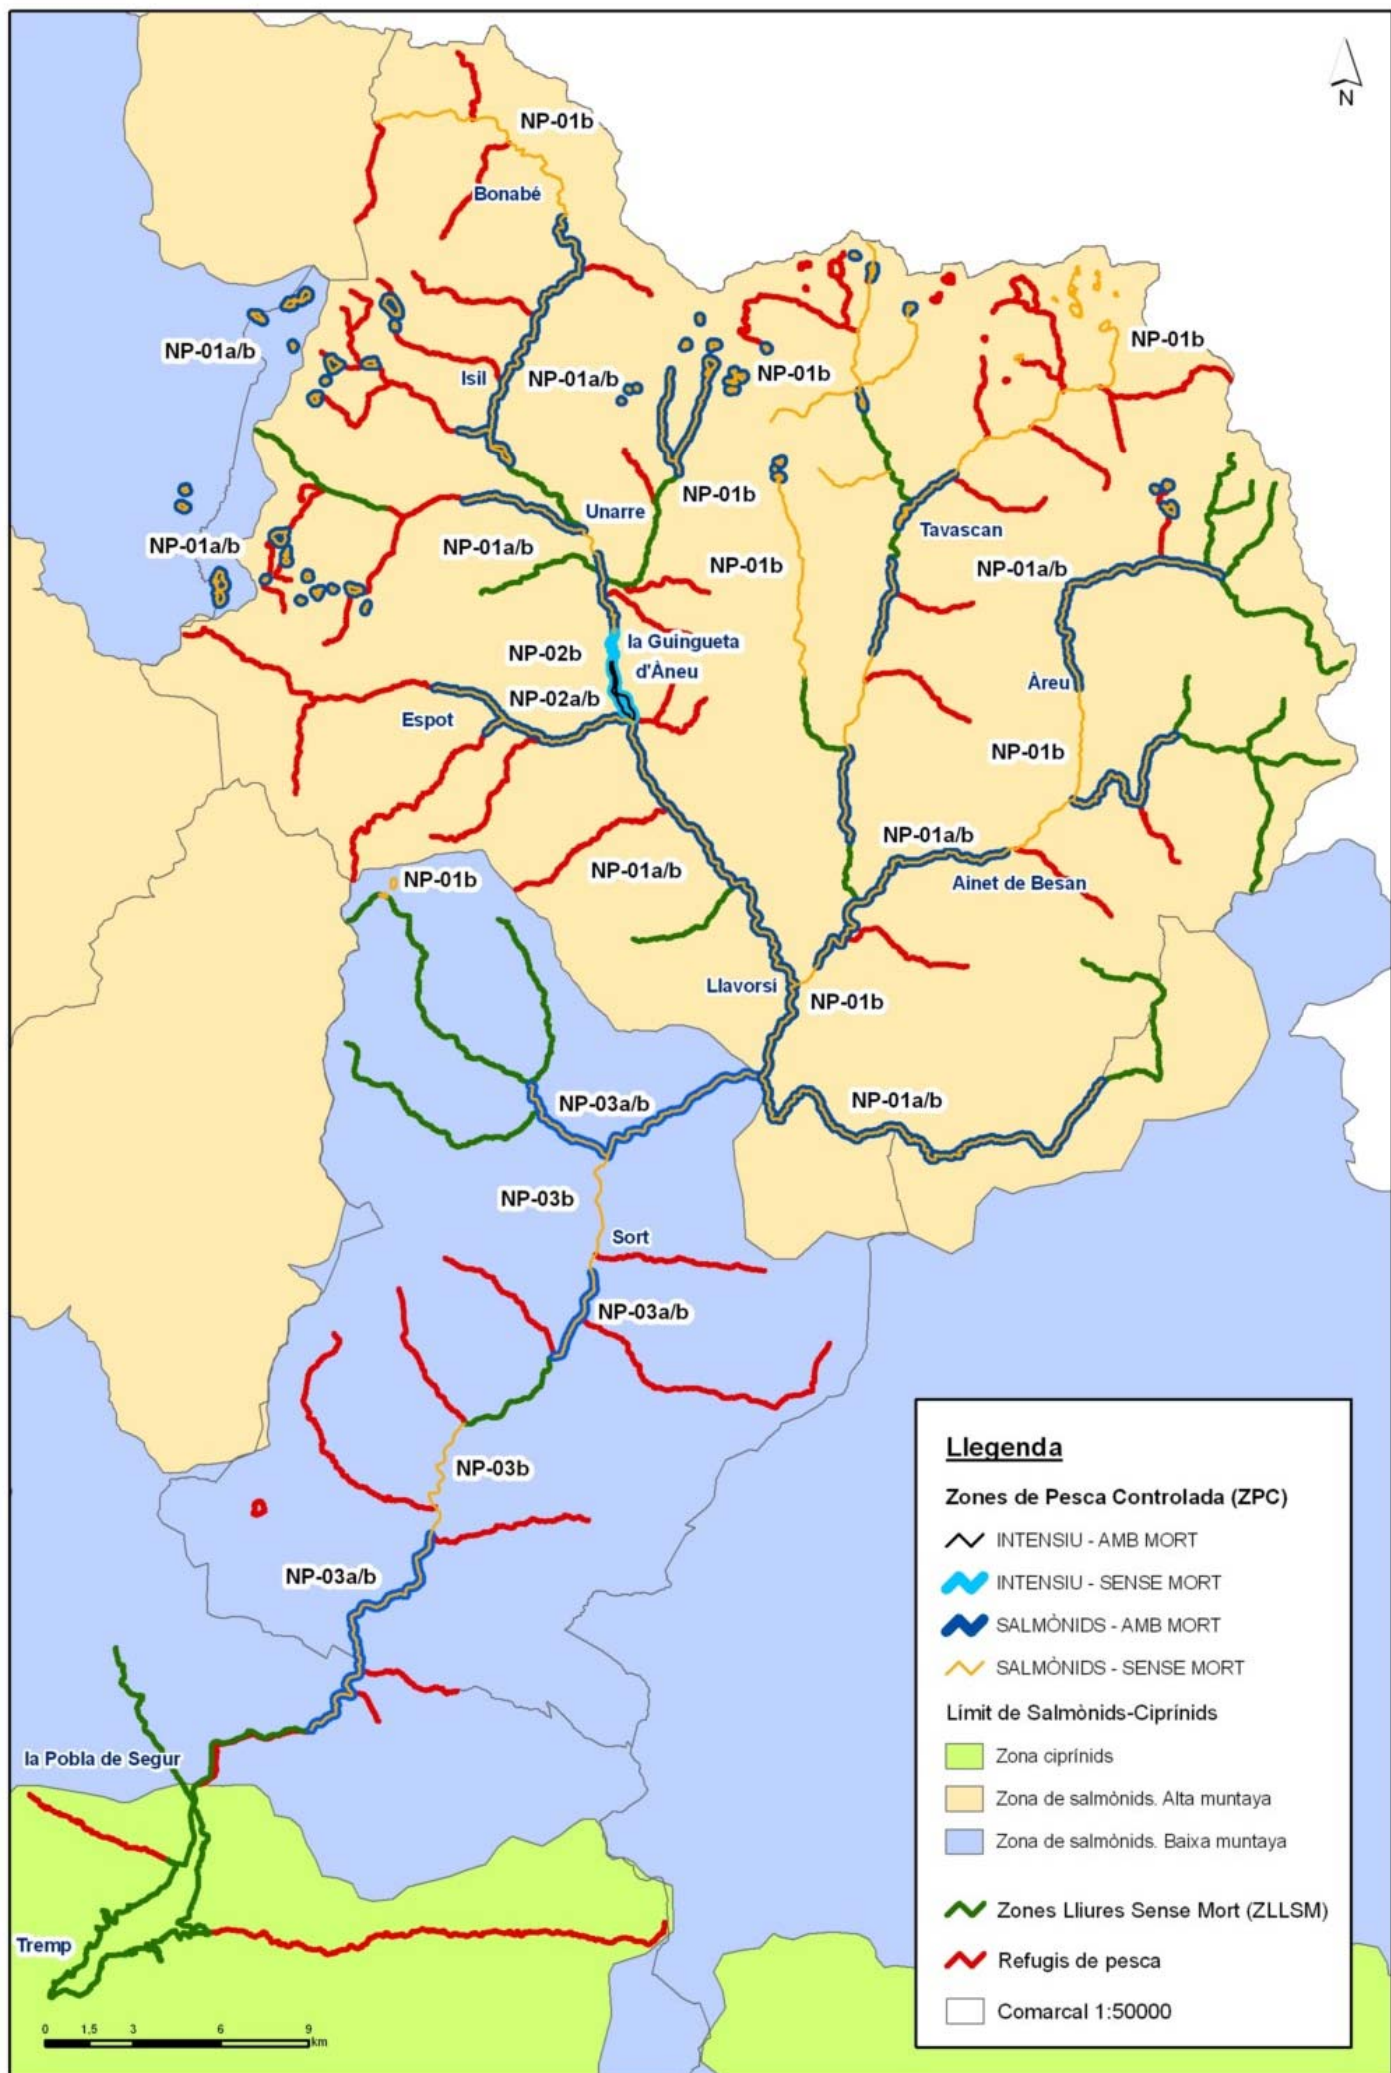 N
NP-01b
Bonabé
NP-01a/b
Isil
NP-01a/b
NP-01b
NP-01b
NP-01b
Unarre
Tavascan
NP-01a/b
NP-01a/b
NP-01b
NP-01a/b
NP-02b
la Guingueta
d'Àneu
NP-02a/b
Espot
Àreu
NP-01b
NP-01a/b
NP-01a/b
NP-01b
Ainet de Besan
Llavorsí
NP-01b
NP-03a/b
NP-01a/b
NP-03b
Sort
NP-03a/b
NP-03b
NP-03a/b
la Pobla de Segur
Tremp
0 1,5 3 6 9
km
Llegenda
Zones de Pesca Controlada (ZPC)
INTENSIU - AMB MORT
INTENSIU - SENSE MORT
SALMÒNIDS - AMB MORT
SALMÒNIDS - SENSE MORT
Límit de Salmònids-Ciprínids
Zona ciprínids
Zona de salmònids. Alta muntaya
Zona de salmònids. Baixa muntaya
Zones Lliures Sense Mort (ZLLSM)
Refugis de pesca
Comarcal 1:50000